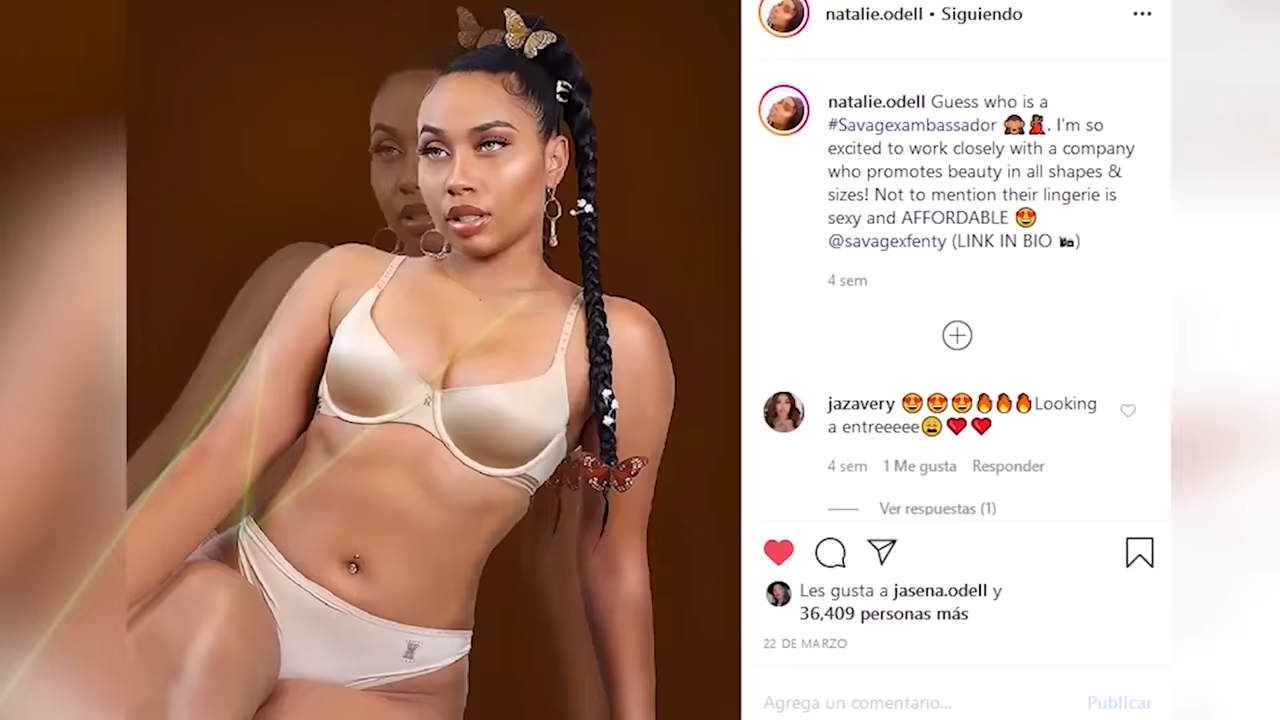 natalie.odell • Siguiendo
natalie.odell Guess who is a
#Savagexambassador 🙈💃. I'm so
excited to work closely with a company
who promotes beauty in all shapes &
sizes! Not to mention their lingerie is
sexy and AFFORDABLE 😍
@savagexfenty (LINK IN BIO )
4 sem
jazavery 😍😍😍🔥🔥🔥Looking
a entreeeee😩❤️❤️
4 sem 1 Me gusta Responder
Ver respuestas (1)
Les gusta a jasena.odell y
36,409 personas más
22 DE MARZO
Agrega un comentario...
Publicar